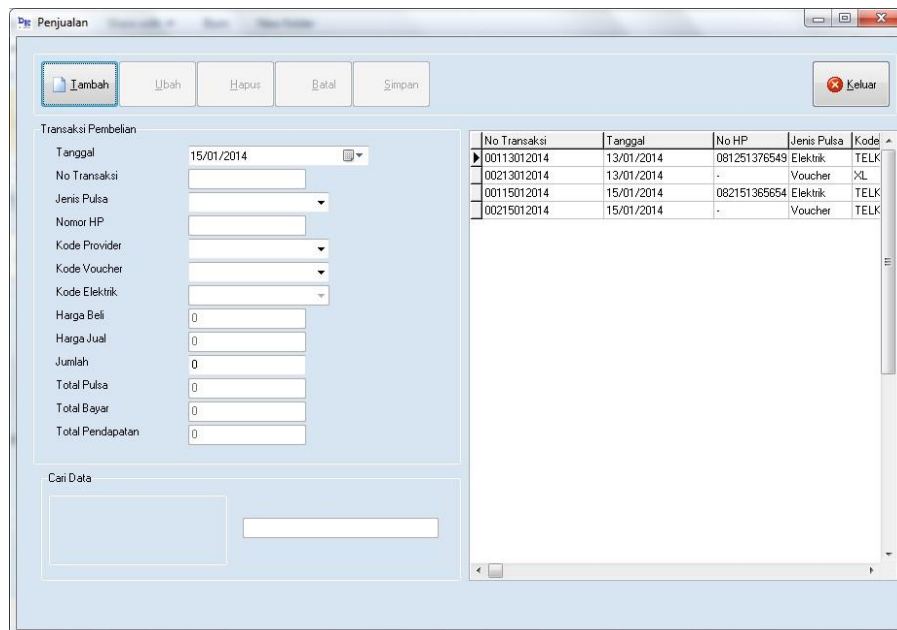 Penjualan
Tambah Ubah Hapus Batal Simpan Keluar
Transaksi Pembelian
Tanggal 15/01/2014
No Transaksi
Jenis Pulsa
Nomor HP
Kode Provider
Kode Voucher
Kode Elektrik
Harga Beli 0
Harga Jual 0
Jumlah 0
Total Pulsa 0
Total Bayar 0
Total Pendapatan 0
Cari Data
No Transaksi Tanggal No HP Jenis Pulsa Kode
00113012014 13/01/2014 081251376549 Elektrik TELK
00213012014 13/01/2014 - Voucher XL
00115012014 15/01/2014 082151365654 Elektrik TELK
00215012014 15/01/2014 - Voucher TELK